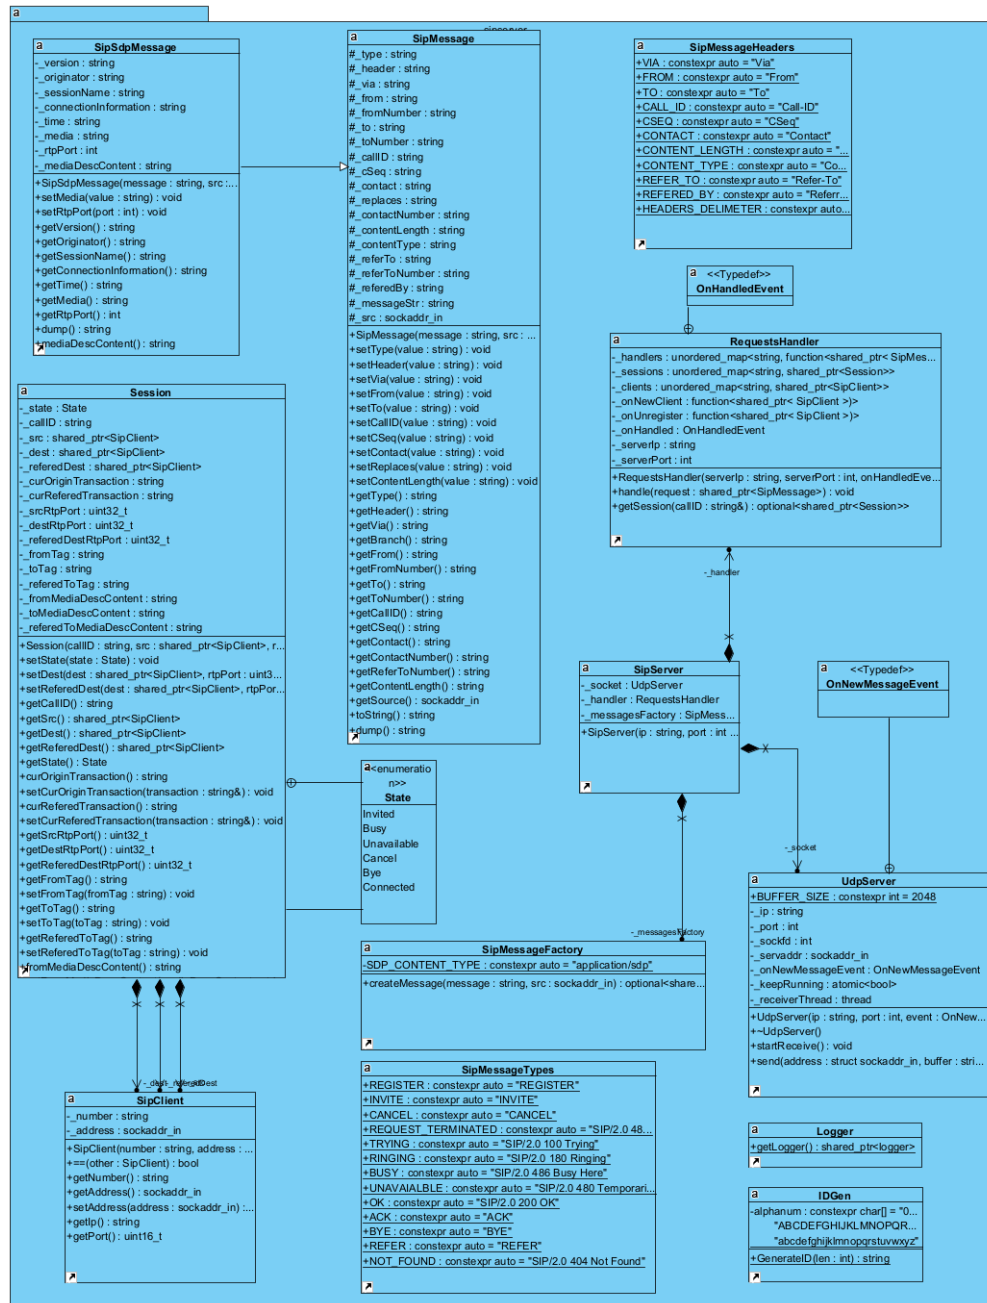 a
sipserver
a
SipSdpMessage
-_version : string
-_originator : string
-_sessionName : string
-_connectionInformation : string
-_time : string
-_media : string
-_rtpPort : int
-_mediaDescContent : string
+SipSdpMessage(message : string, src :...
+setMedia(value : string) : void
+setRtpPort(port : int) : void
+getVersion() : string
+getOriginator() : string
+getSessionName() : string
+getConnectionInformation() : string
+getTime() : string
+getMedia() : string
+getRtpPort() : int
+dump() : string
+mediaDescContent() : string
a
SipMessage
#_type : string
#_header : string
#_via : string
#_from : string
#_fromNumber : string
#_to : string
#_toNumber : string
#_callID : string
#_cSeq : string
#_contact : string
#_replaces : string
#_contactNumber : string
#_contentLength : string
#_contentType : string
#_referTo : string
#_referToNumber : string
#_referedBy : string
#_messageStr : string
#_src : sockaddr_in
+SipMessage(message : string, src : ...
+setType(value : string) : void
+setHeader(value : string) : void
+setVia(value : string) : void
+setFrom(value : string) : void
+setTo(value : string) : void
+setCallID(value : string) : void
+setCSeq(value : string) : void
+setContact(value : string) : void
+setReplaces(value : string) : void
+setContentLength(value : string) : void
+getType() : string
+getHeader() : string
+getVia() : string
+getBranch() : string
+getFrom() : string
+getFromNumber() : string
+getTo() : string
+getToNumber() : string
+getCallID() : string
+getCSeq() : string
+getContact() : string
+getContactNumber() : string
+getReferToNumber() : string
+getContentLength() : string
+getSource() : sockaddr_in
+toString() : string
+dump() : string
a
SipMessageHeaders
+VIA : constexpr auto = "Via"
+FROM : constexpr auto = "From"
+TO : constexpr auto = "To"
+CALL_ID : constexpr auto = "Call-ID"
+CSEQ : constexpr auto = "CSeq"
+CONTACT : constexpr auto = "Contact"
+CONTENT_LENGTH : constexpr auto = "...
+CONTENT_TYPE : constexpr auto = "Co...
+REFER_TO : constexpr auto = "Refer-To"
+REFERED_BY : constexpr auto = "Referr...
+HEADERS_DELIMETER : constexpr auto...
a
<<Typedef>>
OnHandledEvent
a
RequestsHandler
-_handlers : unordered_map<string, function<shared_ptr< SipMes...
-_sessions : unordered_map<string, shared_ptr<Session>>
-_clients : unordered_map<string, shared_ptr<SipClient>>
-_onNewClient : function<shared_ptr< SipClient >)>
-_onUnregister : function<shared_ptr< SipClient >)>
-_onHandled : OnHandledEvent
-_serverIp : string
-_serverPort : int
+RequestsHandler(serverIp : string, serverPort : int, onHandledEve...
+handle(request : shared_ptr<SipMessage>) : void
+getSession(callID : string&) : optional<shared_ptr<Session>>
-_handler
a
Session
-_state : State
-_callID : string
-_src : shared_ptr<SipClient>
-_dest : shared_ptr<SipClient>
-_referedDest : shared_ptr<SipClient>
-_curOriginTransaction : string
-_curReferedTransaction : string
-_srcRtpPort : uint32_t
-_destRtpPort : uint32_t
-_referedDestRtpPort : uint32_t
-_fromTag : string
-_toTag : string
-_referedToTag : string
-_fromMediaDescContent : string
-_toMediaDescContent : string
-_referedToMediaDescContent : string
+Session(callID : string, src : shared_ptr<SipClient>, r...
+setState(state : State) : void
+setDest(dest : shared_ptr<SipClient>, rtpPort : uint3...
+setReferedDest(dest : shared_ptr<SipClient>, rtpPor...
+getCallID() : string
+getSrc() : shared_ptr<SipClient>
+getDest() : shared_ptr<SipClient>
+getReferedDest() : shared_ptr<SipClient>
+getState() : State
+curOriginTransaction() : string
+setCurOriginTransaction(transaction : string&) : void
+curReferedTransaction() : string
+setCurReferedTransaction(transaction : string&) : void
+getSrcRtpPort() : uint32_t
+getDestRtpPort() : uint32_t
+getReferedDestRtpPort() : uint32_t
+getFromTag() : string
+setFromTag(fromTag : string) : void
+getToTag() : string
+setToTag(toTag : string) : void
+getReferedToTag() : string
+setReferedToTag(toTag : string) : void
+fromMediaDescContent() : string
a
<<enumeratio
n>>
State
Invited
Busy
Unavailable
Cancel
Bye
Connected
a
SipServer
-_socket : UdpServer
-_handler : RequestsHandler
-_messagesFactory : SipMess...
+SipServer(ip : string, port : int ...
a
<<Typedef>>
OnNewMessageEvent
-_socket
-_messagesFactory
a
UdpServer
+BUFFER_SIZE : constexpr int = 2048
-_ip : string
-_port : int
-_sockfd : int
-_servaddr : sockaddr_in
-_onNewMessageEvent : OnNewMessageEvent
-_keepRunning : atomic<bool>
-_receiverThread : thread
+UdpServer(ip : string, port : int, event : OnNew...
+~UdpServer()
+startReceive() : void
+send(address : struct sockaddr_in, buffer : stri...
a
SipMessageFactory
-SDP_CONTENT_TYPE : constexpr auto = "application/sdp"
+createMessage(message : string, src : sockaddr_in) : optional<share...
-_dest
a
SipClient
-_number : string
-_address : sockaddr_in
+SipClient(number : string, address : ...
+==(other : SipClient) : bool
+getNumber() : string
+getAddress() : sockaddr_in
+setAddress(address : sockaddr_in) :...
+getIp() : string
+getPort() : uint16_t
a
SipMessageTypes
+REGISTER : constexpr auto = "REGISTER"
+INVITE : constexpr auto = "INVITE"
+CANCEL : constexpr auto = "CANCEL"
+REQUEST_TERMINATED : constexpr auto = "SIP/2.0 48...
+TRYING : constexpr auto = "SIP/2.0 100 Trying"
+RINGING : constexpr auto = "SIP/2.0 180 Ringing"
+BUSY : constexpr auto = "SIP/2.0 486 Busy Here"
+UNAVAIALBLE : constexpr auto = "SIP/2.0 480 Temporari...
+OK : constexpr auto = "SIP/2.0 200 OK"
+ACK : constexpr auto = "ACK"
+BYE : constexpr auto = "BYE"
+REFER : constexpr auto = "REFER"
+NOT_FOUND : constexpr auto = "SIP/2.0 404 Not Found"
a
Logger
+getLogger() : shared_ptr<logger>
a
IDGen
-alphanum : constexpr char[] = "0...
"ABCDEFGHIJKLMNOPQR...
"abcdefghijklmnopqrstuvwxyz"
+GenerateID(len : int) : string